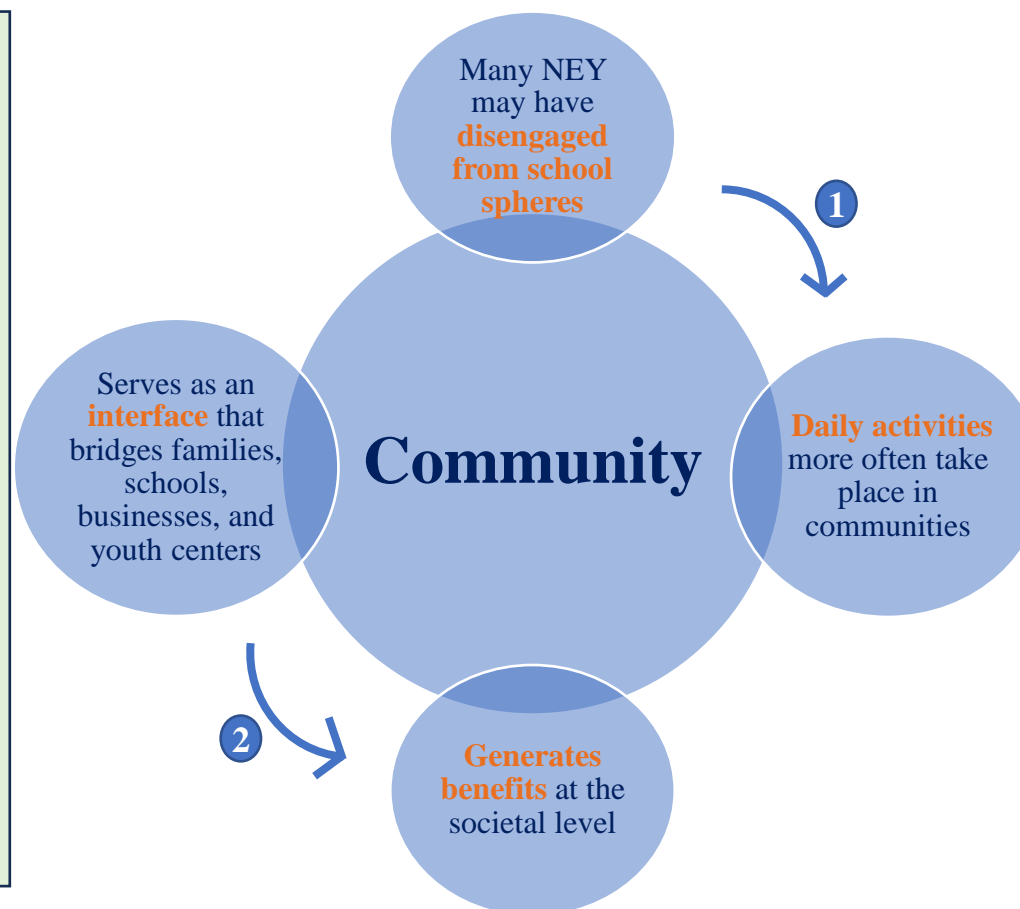 Many NEY
may have
disengaged
from school
spheres
1
Serves as an
interface that
bridges families,
schools,
businesses, and
youth centers
Community
Daily activities
more often take
place in
communities
2
Generates
benefits at the
societal level